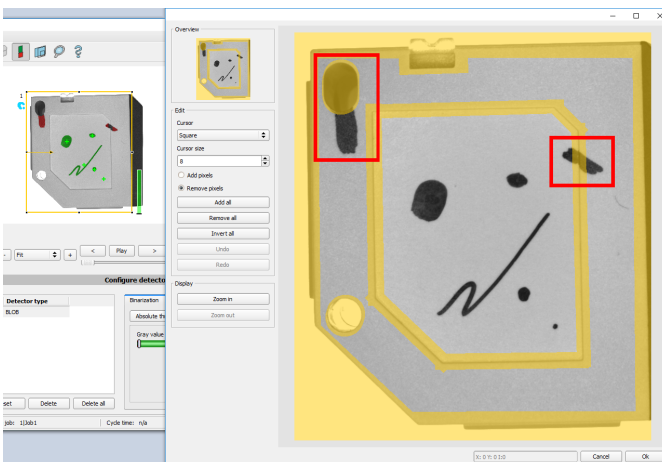 Overview
Edit
Cursor
Square
Cursor size
8
Add pixels
Remove pixels
Add all
Remove all
Invert all
Undo
Redo
Display
Zoom in
Zoom out
X: 0 Y: 0 I:0
Cancel
Ok
1
Fit
+
<
Play
>
Configure detecto
Detector type
BLOB
Binarization
Absolute th
Gray value
set
Delete
Delete all
job: 1|Job1
Cycle time: n/a